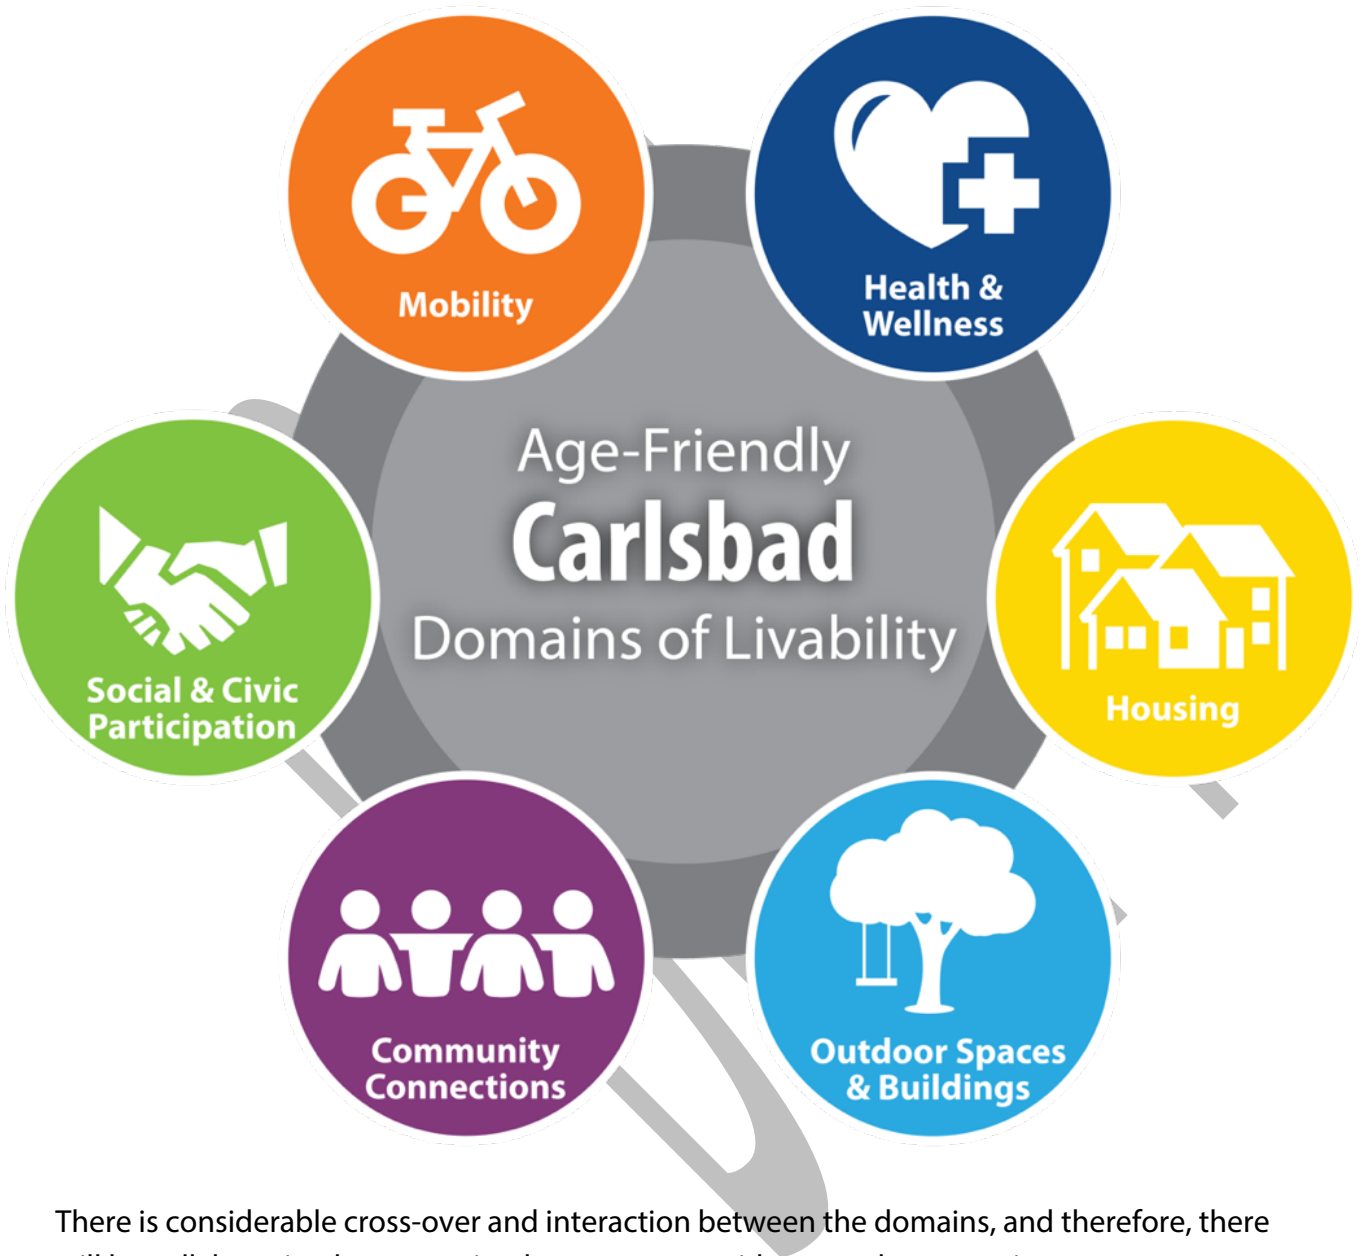 Mobility
Health &
Wellness
Age-Friendly
Carlsbad
Domains of Livability
Social & Civic
Participation
Housing
Community
Connections
Outdoor Spaces
& Buildings
There is considerable cross-over and interaction between the domains, and therefore, there